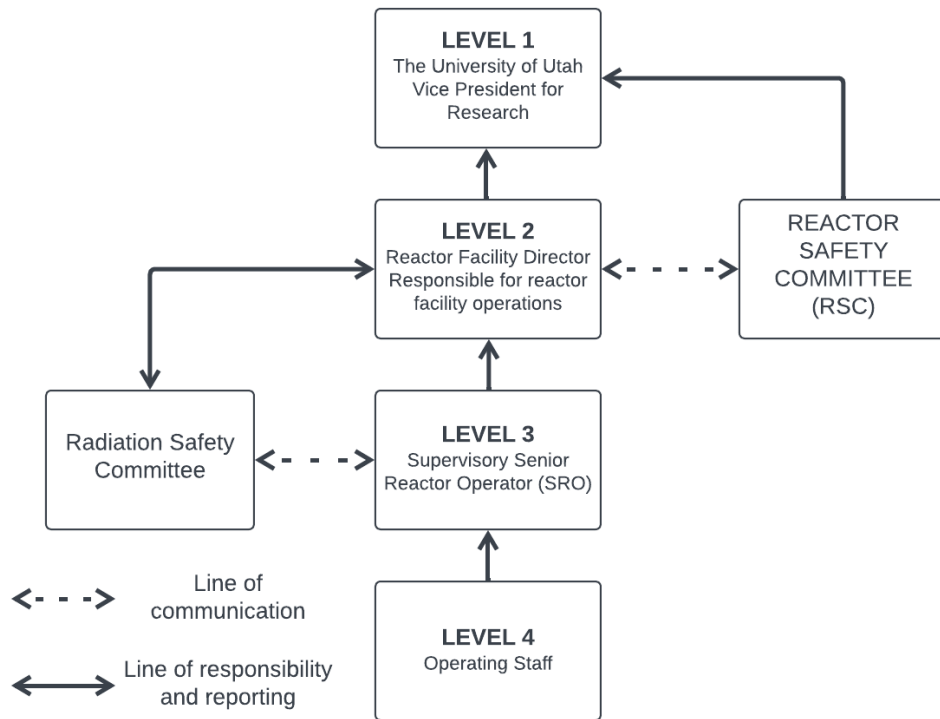 LEVEL 1
The University of Utah
Vice President for
Research
LEVEL 2
Reactor Facility Director
Responsible for reactor
facility operations
REACTOR
SAFETY
COMMITTEE
(RSC)
Radiation Safety
Committee
LEVEL 3
Supervisory Senior
Reactor Operator (SRO)
Line of
communication
LEVEL 4
Operating Staff
Line of responsibility
and reporting